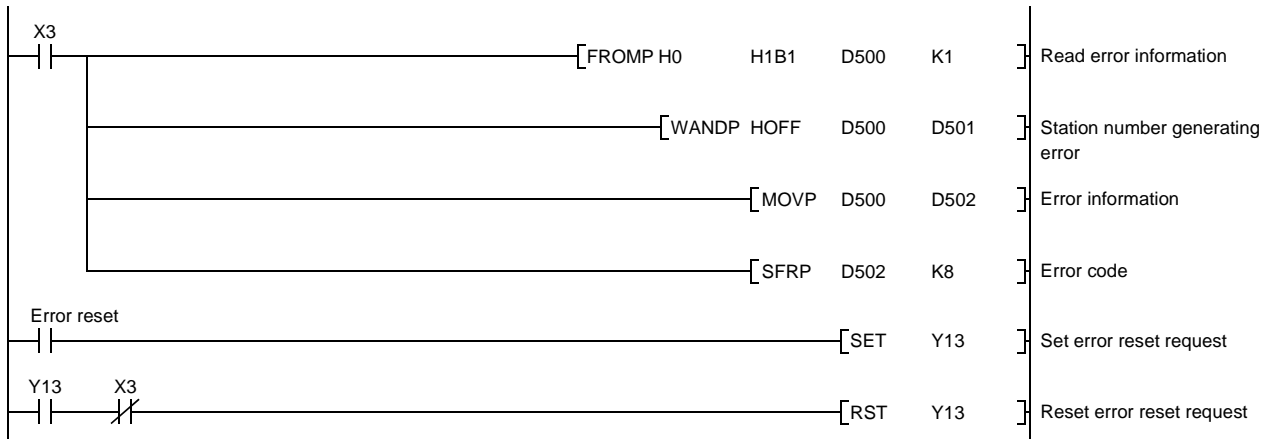 X3
FROMP H0 H1B1 D500 K1 Read error information
WANDP HOFF D500 D501 Station number generating
error
MOVP D500 D502 Error information
SFRP D502 K8 Error code
Error reset
SET Y13 Set error reset request
Y13 X3
RST Y13 Reset error reset request